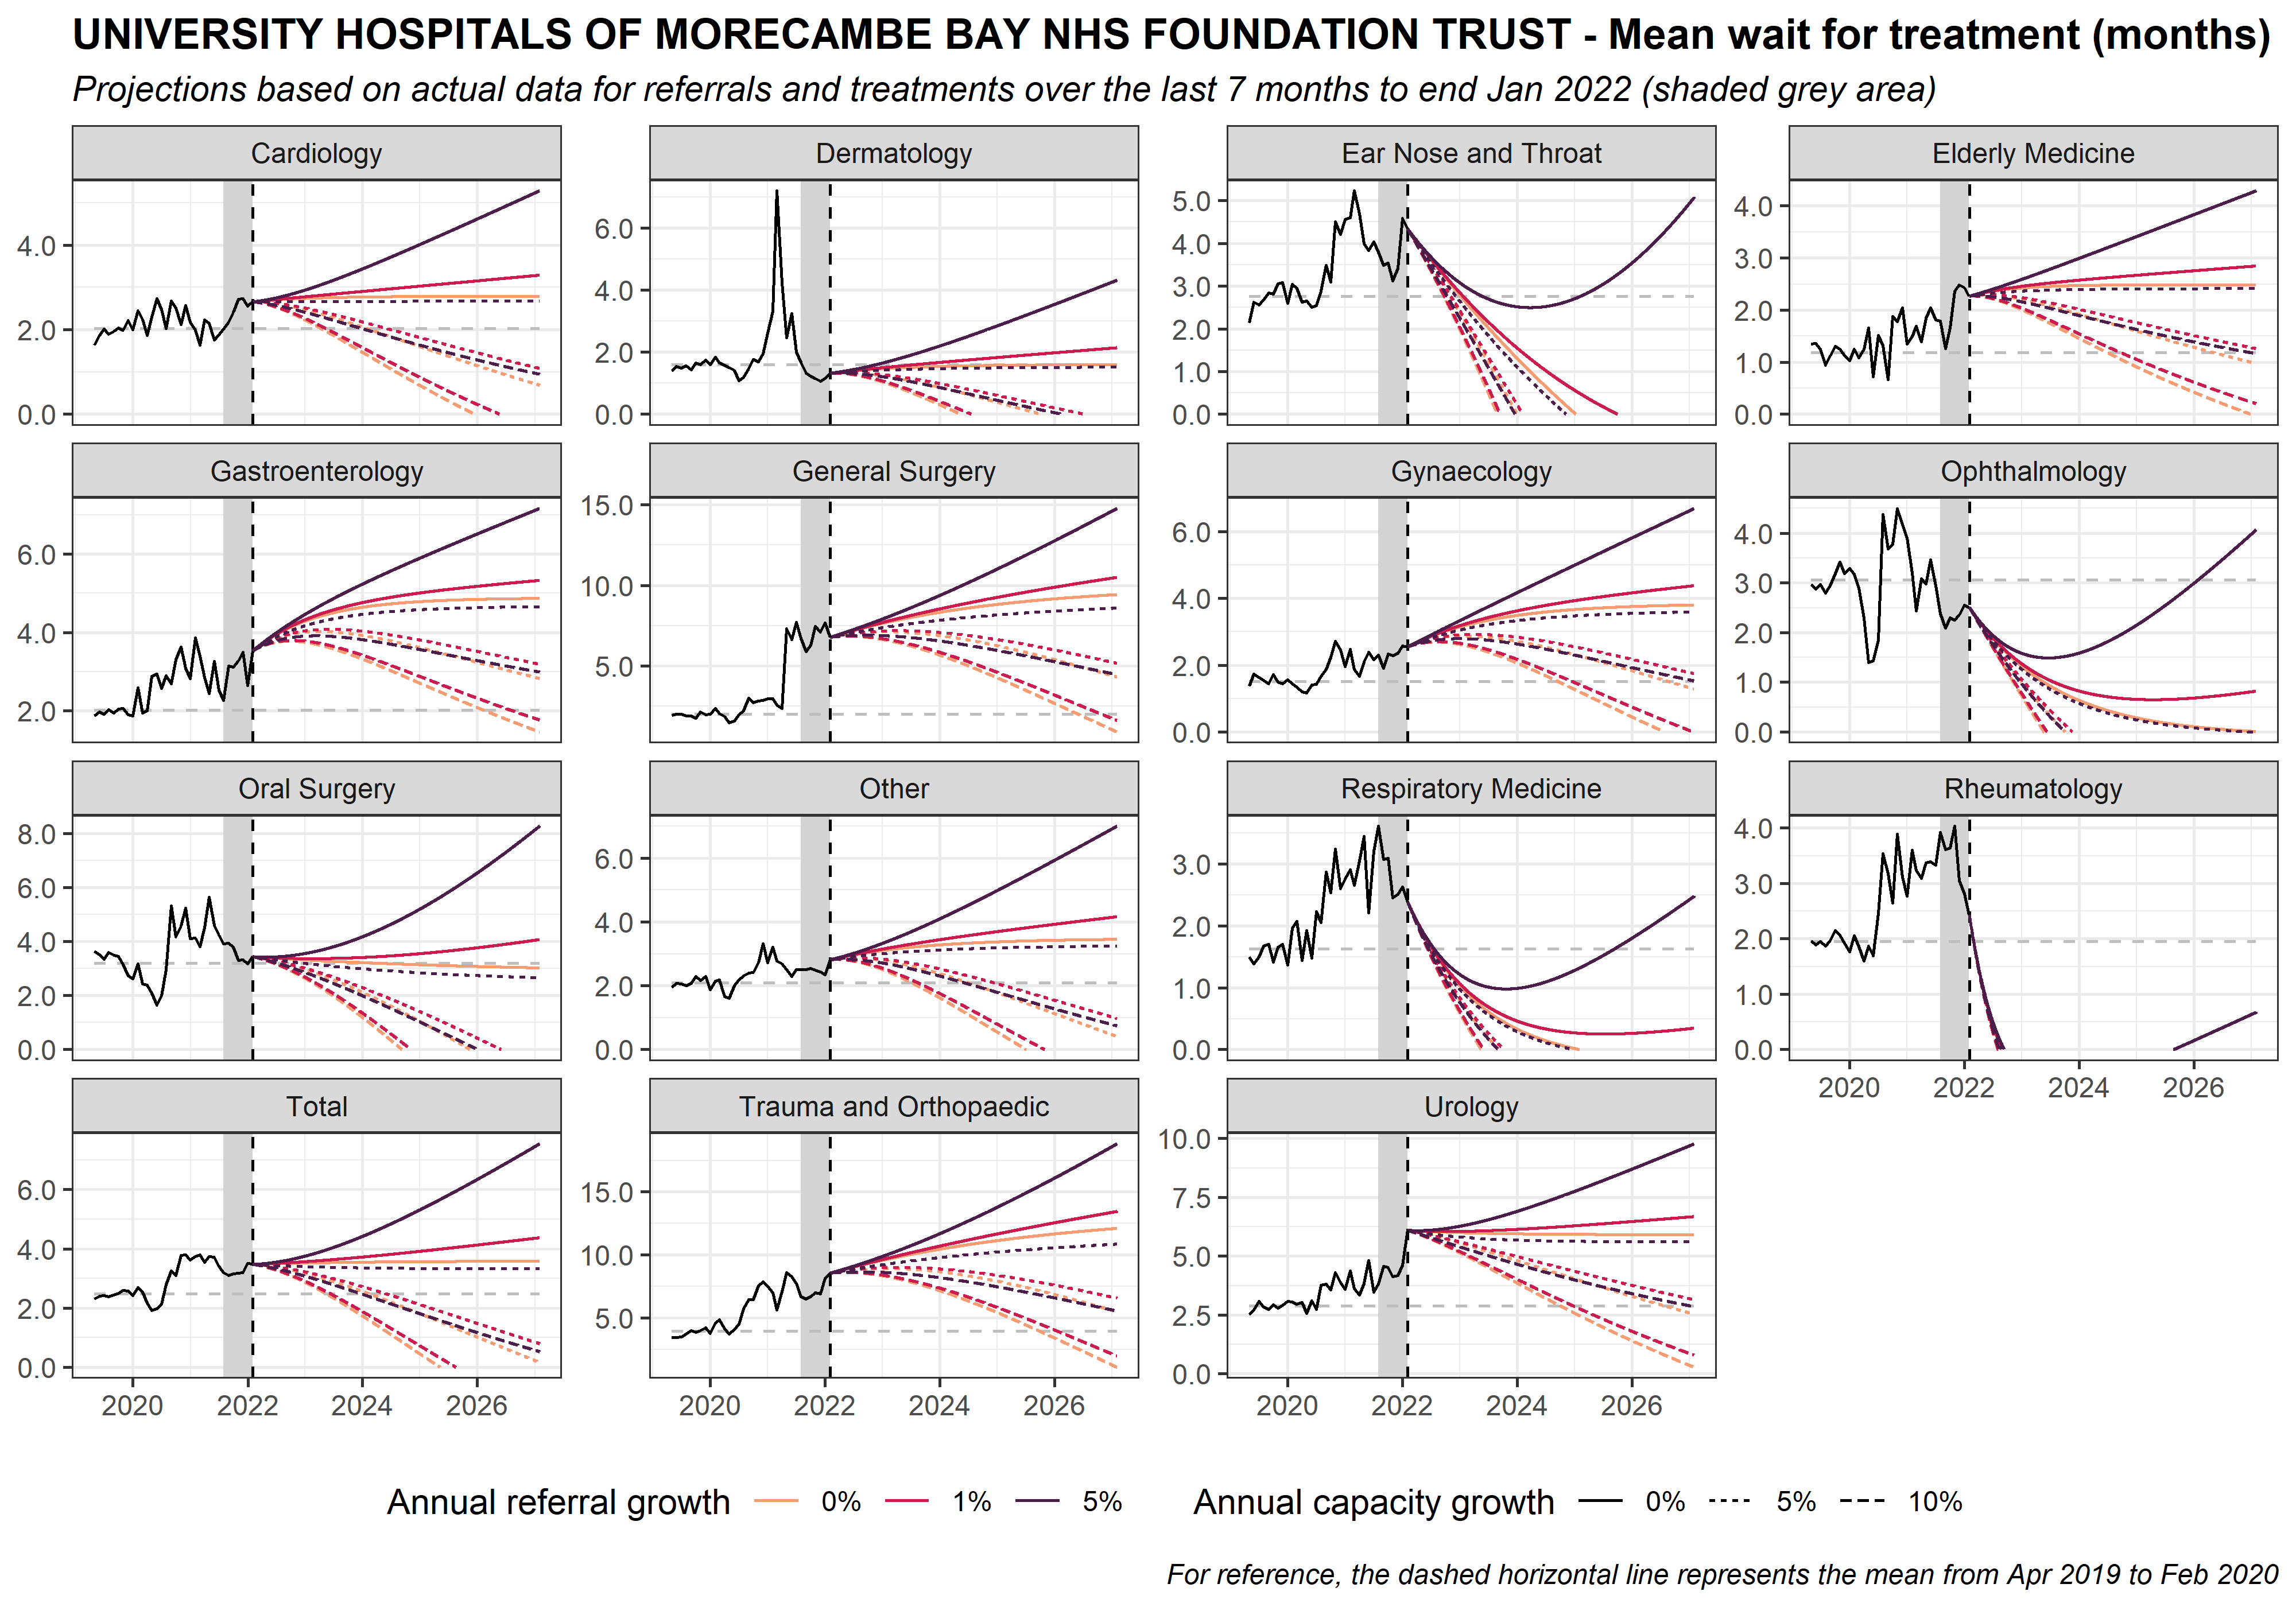 UNIVERSITY HOSPITALS OF MORECAMBE BAY NHS FOUNDATION TRUST - Mean wait for treatment (months)
Projections based on actual data for referrals and treatments over the last 7 months to end Jan 2022 (shaded grey area)
Cardiology
4.0
2.0
0.0
Dermatology
6.0
4.0
2.0
0.0
Ear Nose and Throat
5.0
4.0
3.0
2.0
1.0
0.0
Elderly Medicine
4.0
3.0
2.0
1.0
0.0
Gastroenterology
6.0
4.0
2.0
General Surgery
15.0
10.0
5.0
Gynaecology
6.0
4.0
2.0
0.0
Ophthalmology
4.0
3.0
2.0
1.0
0.0
Oral Surgery
8.0
6.0
4.0
2.0
0.0
Other
6.0
4.0
2.0
0.0
Respiratory Medicine
3.0
2.0
1.0
0.0
Rheumatology
4.0
3.0
2.0
1.0
0.0
2020 2022 2024 2026
Total
6.0
4.0
2.0
0.0
2020 2022 2024 2026
Trauma and Orthopaedic
15.0
10.0
5.0
2020 2022 2024 2026
Urology
10.0
7.5
5.0
2.5
0.0
2020 2022 2024 2026
Annual referral growth 0% 1% 5%
Annual capacity growth 0% 5% 10%
For reference, the dashed horizontal line represents the mean from Apr 2019 to Feb 2020